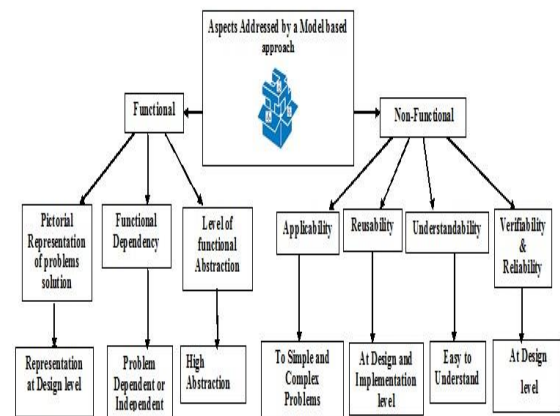 Aspects Addressed by a Model based
approach
Functional
Non-Functional
Pictorial
Representation
of problems
solution
Functional
Dependency
Level of
functional
Abstraction
Applicability
Reusability
Understandability
Verifiability
&
Reliability
Representation
at Design level
Problem
Dependent or
Independent
High
Abstraction
To Simple and
Complex
Problems
At Design and
Implementation
level
Easy to
Understand
At Design
level